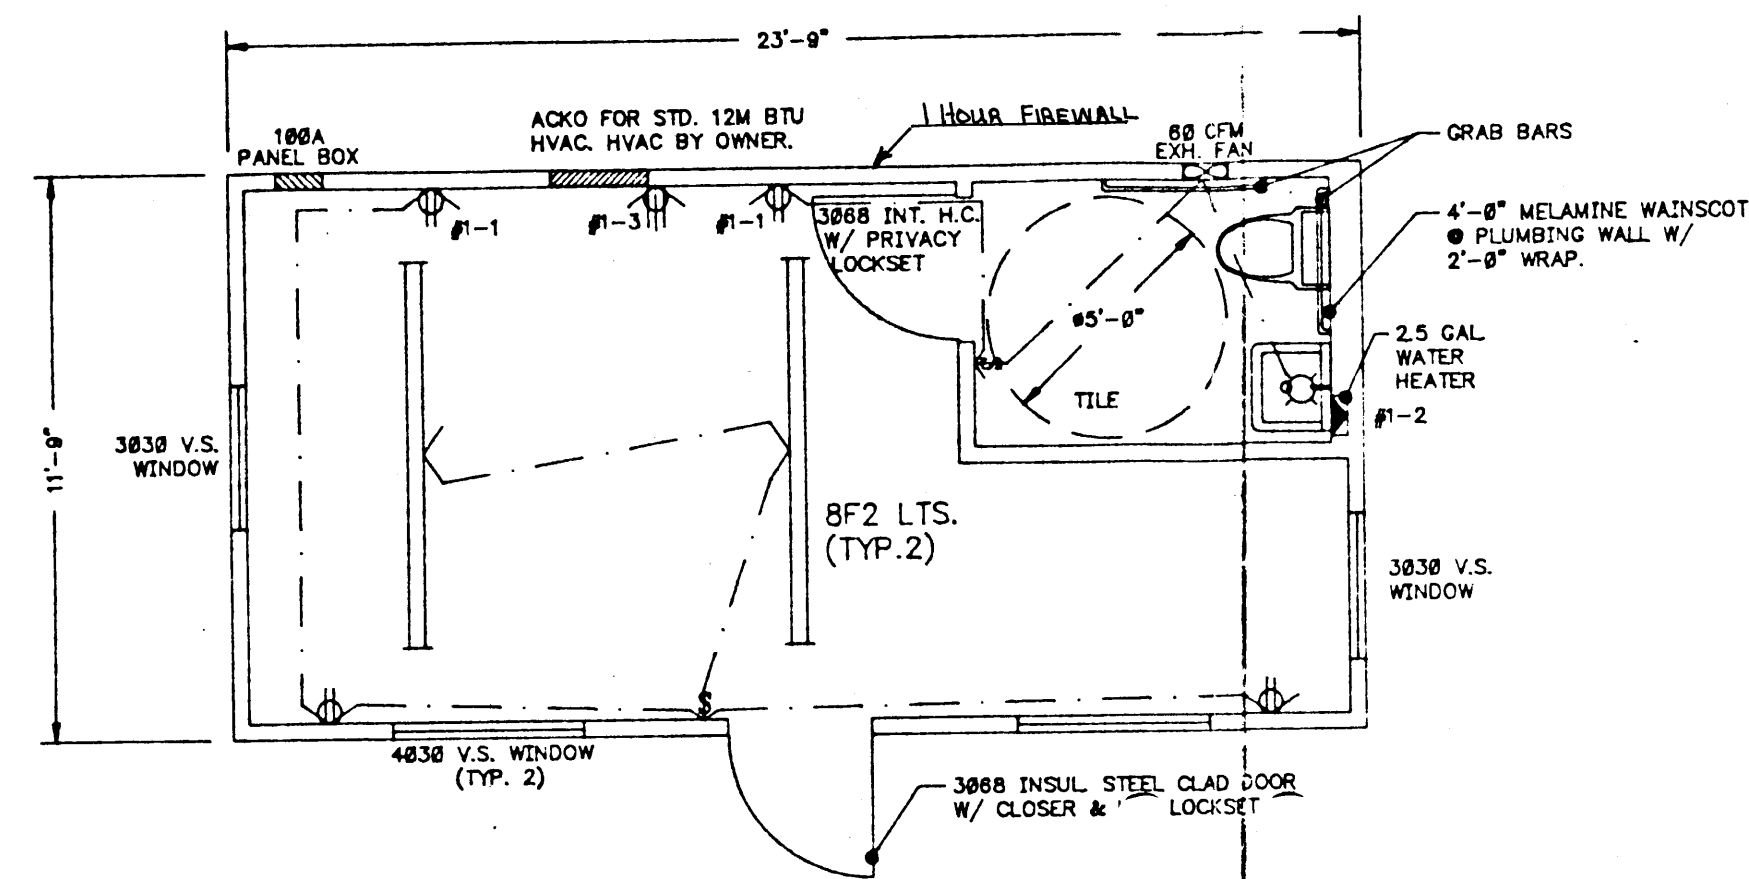 23'-9"
ACKO FOR STD. 12M BTU
HVAC. HVAC BY OWNER.
1 HOUR FIREWALL
100A
PANEL BOX
60 CFM
EXH. FAN
GRAB BARS
#1-1
#1-3
#1-1
3068 INT. H.C.
W/ PRIVACY
LOCKSET
4'-0" MELAMINE WAINSCOT
@ PLUMBING WALL W/
2'-0" WRAP.
ø5'-0"
2.5 GAL
WATER
HEATER
#1-2
TILE
11'-9"
3030 V.S.
WINDOW
8F2 LTS.
(TYP.2)
3030 V.S.
WINDOW
$
4030 V.S. WINDOW
(TYP. 2)
3068 INSUL STEEL CLAD DOOR
W/ CLOSER & LOCKSET